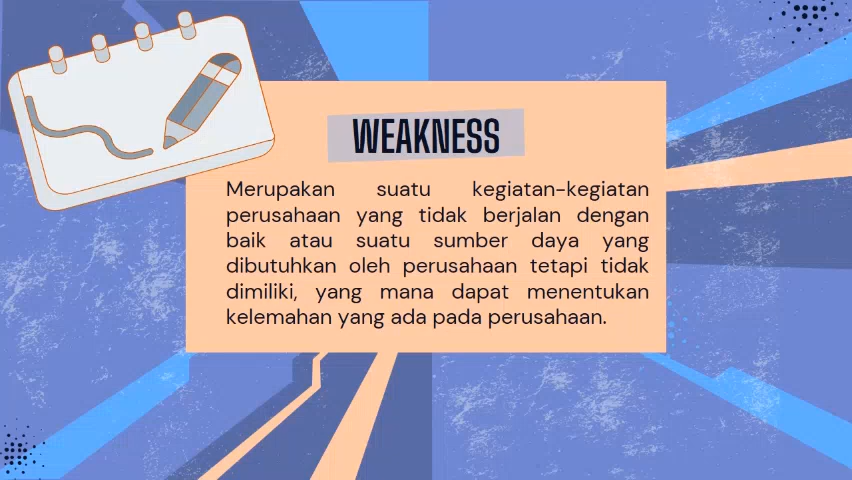 WEAKNESS
Merupakan suatu kegiatan-kegiatan
perusahaan yang tidak berjalan dengan
baik atau suatu sumber daya yang
dibutuhkan oleh perusahaan tetapi tidak
dimiliki, yang mana dapat menentukan
kelemahan yang ada pada perusahaan.